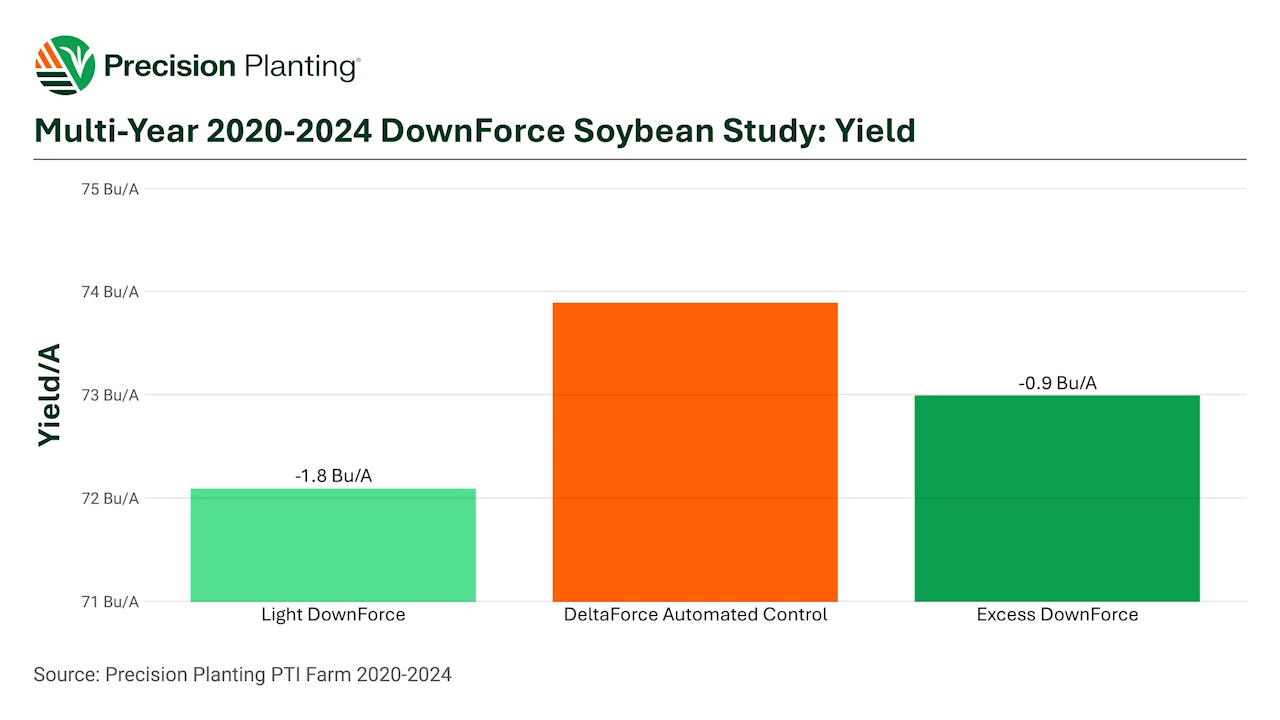 Precision Planting®
Multi-Year 2020-2024 DownForce Soybean Study: Yield
75 Bu/A
74 Bu/A
Yield/A
73 Bu/A
-0.9 Bu/A
-1.8 Bu/A
72 Bu/A
71 Bu/A
Light DownForce
DeltaForce Automated Control
Excess DownForce
Source: Precision Planting PTI Farm 2020-2024